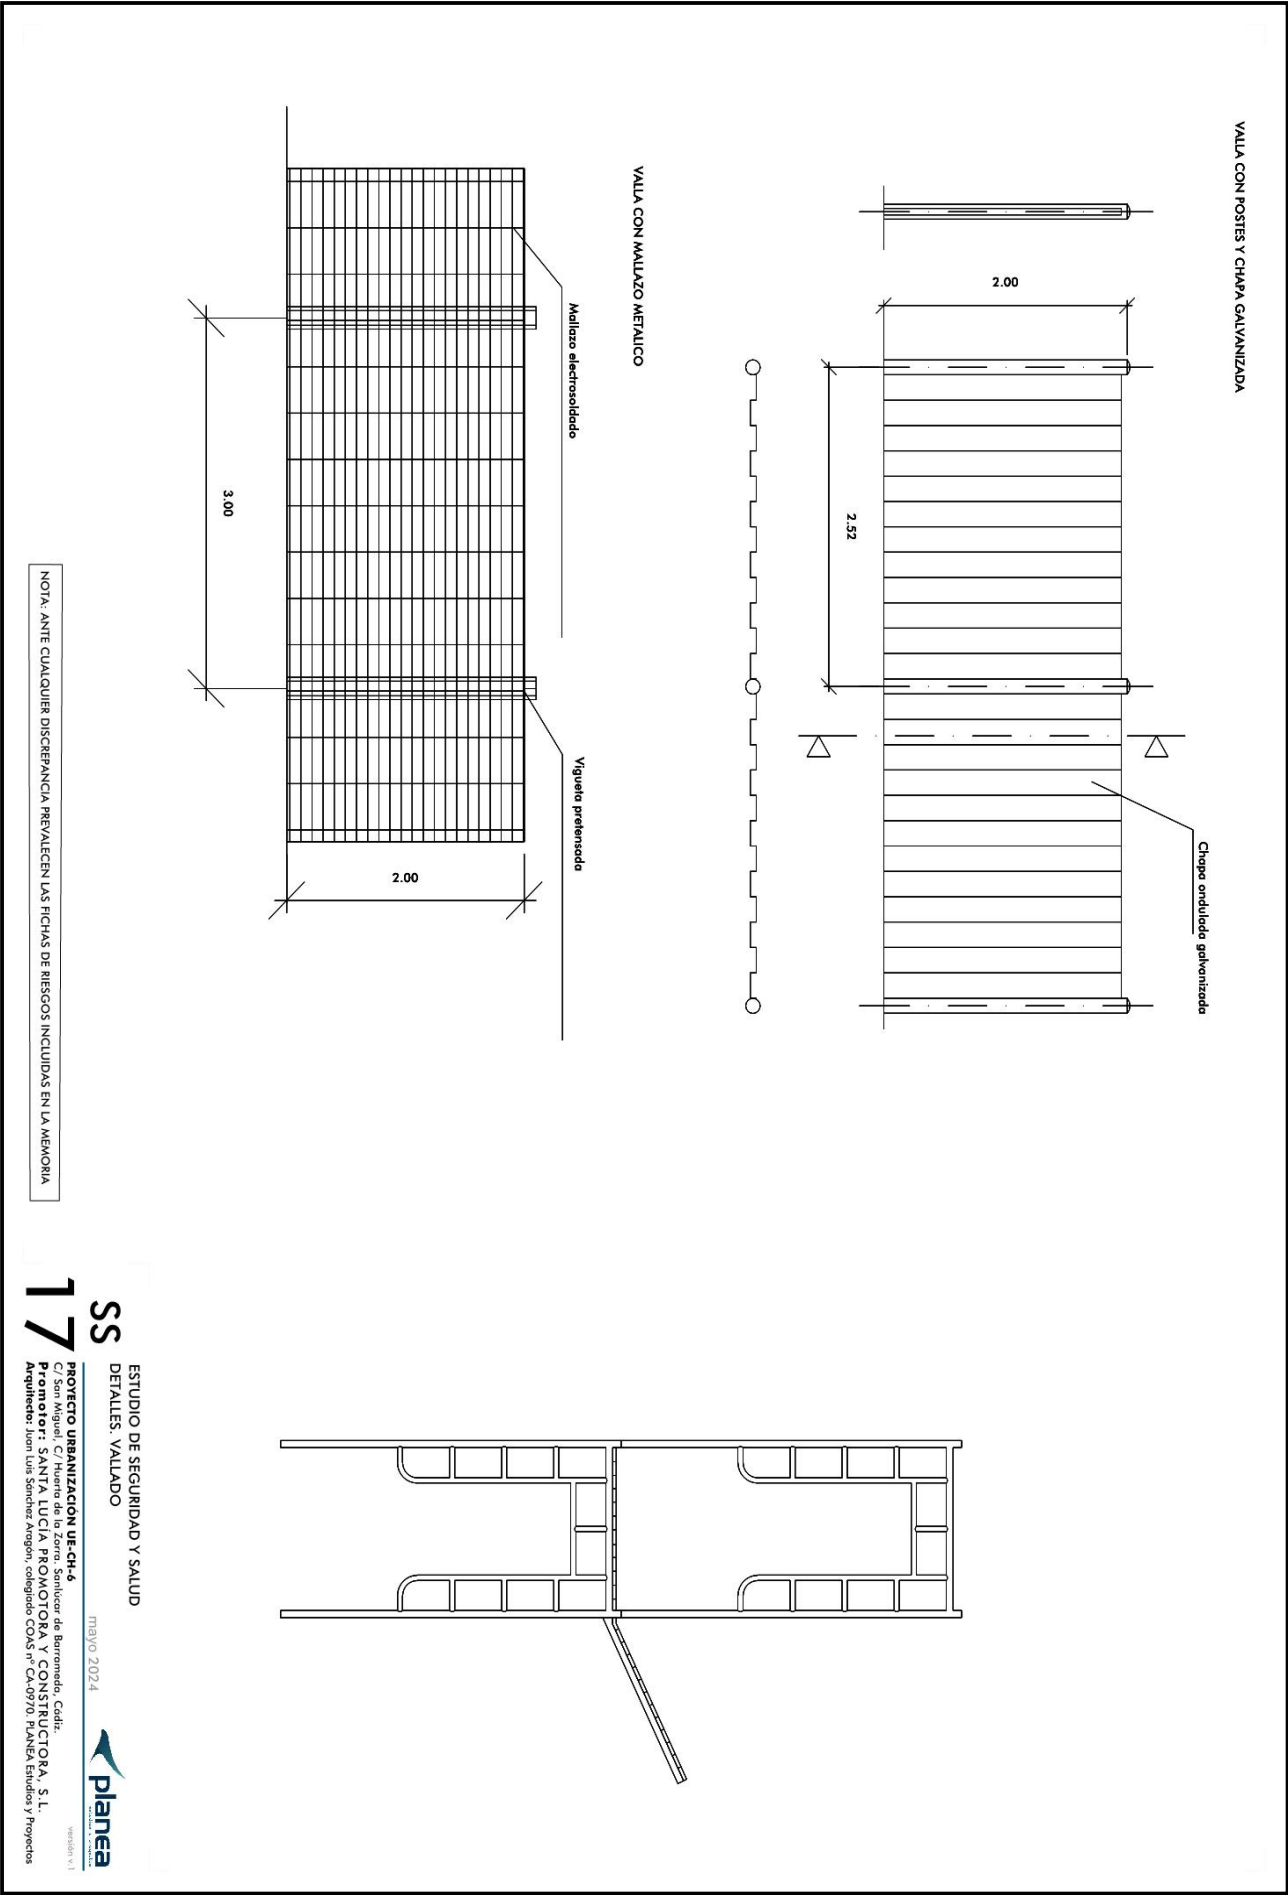 VALLA CON POSTES Y CHAPA GALVANIZADA
2.00
2.52
Chapa ondulada galvanizada
VALLA CON MALLAZO METALICO
Mallazo electrosoldado
Vigueta pretensada
3.00
2.00
NOTA: ANTE CUALQUIER DISCREPANCIA PREVALECEN LAS FICHAS DE RIESGOS INCLUIDAS EN LA MEMORIA
SS
17
ESTUDIO DE SEGURIDAD Y SALUD
DETALLES. VALLADO
mayo 2024
planea
PROYECTO URBANIZACIÓN UE-CH-6
versión v.1
C/ San Miguel, C/ Huerta de la Zorra. Sanlúcar de Barrameda, Cádiz.
Promotor: SANTA LUCÍA PROMOTORA Y CONSTRUCTORA, S.L.
Arquitecto: Juan Luis Sánchez Aragón, colegiado COAS nº CA-0970. PLANEA Estudios y Proyectos